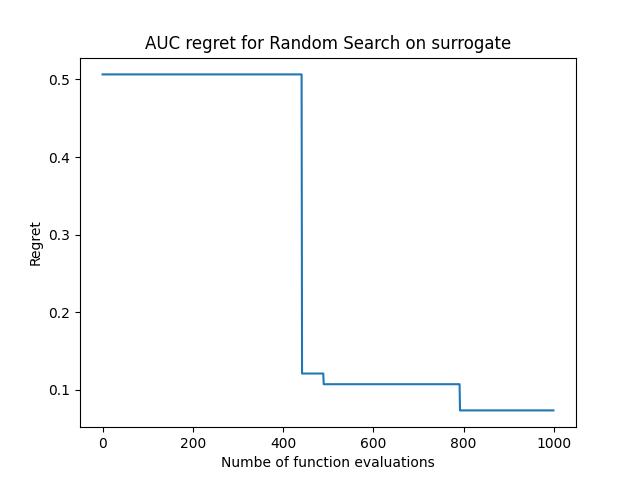 AUC regret for Random Search on surrogate
0.5
0.4
0.3
0.2
0.1
Regret
0 200 400 600 800 1000
Numbe of function evaluations